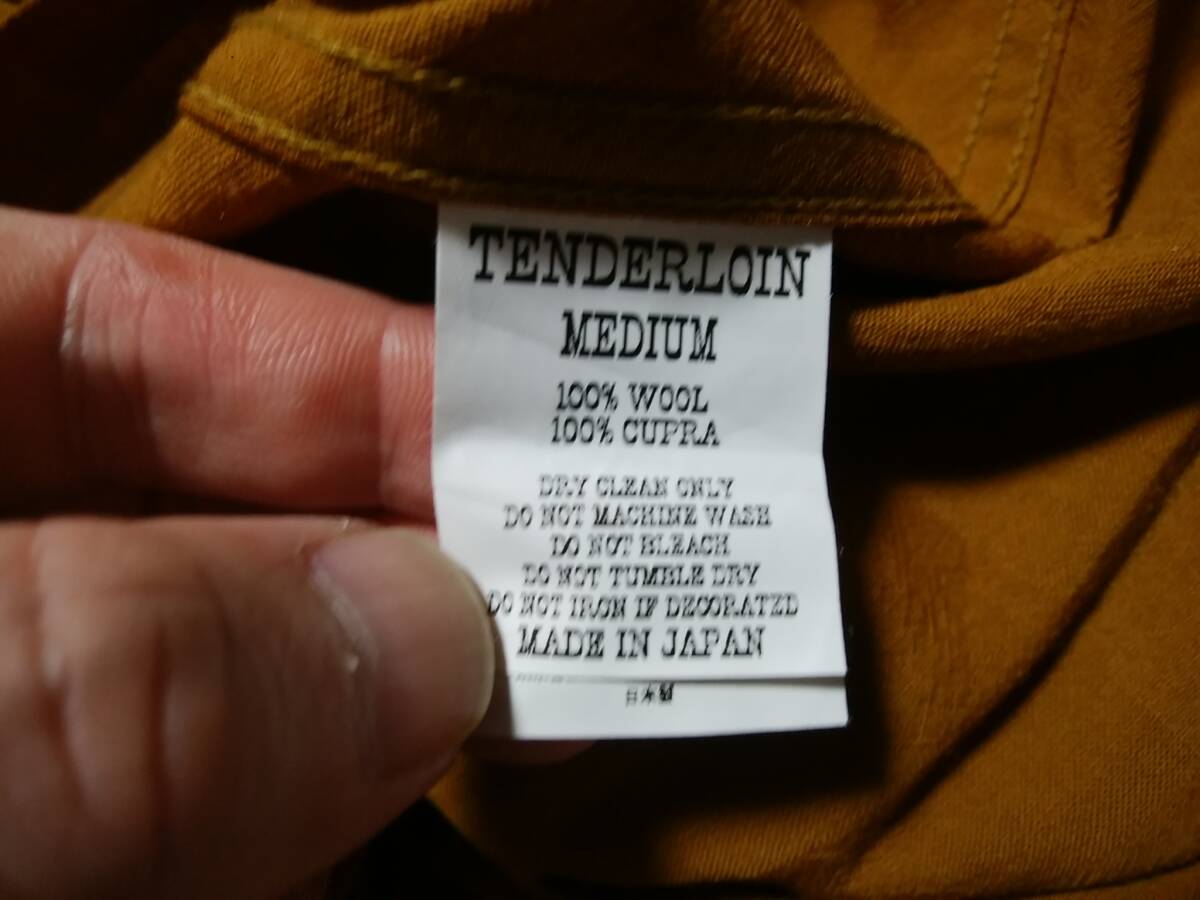 TENDERLOIN
MEDIUM
100% WOOL
100% CUPRA
DRY CLEAN ONLY
DO NOT MACHINE WASH
DO NOT BLEACH
DO NOT TUMBLE DRY
DO NOT IRON IF DECORATED
MADE IN JAPAN